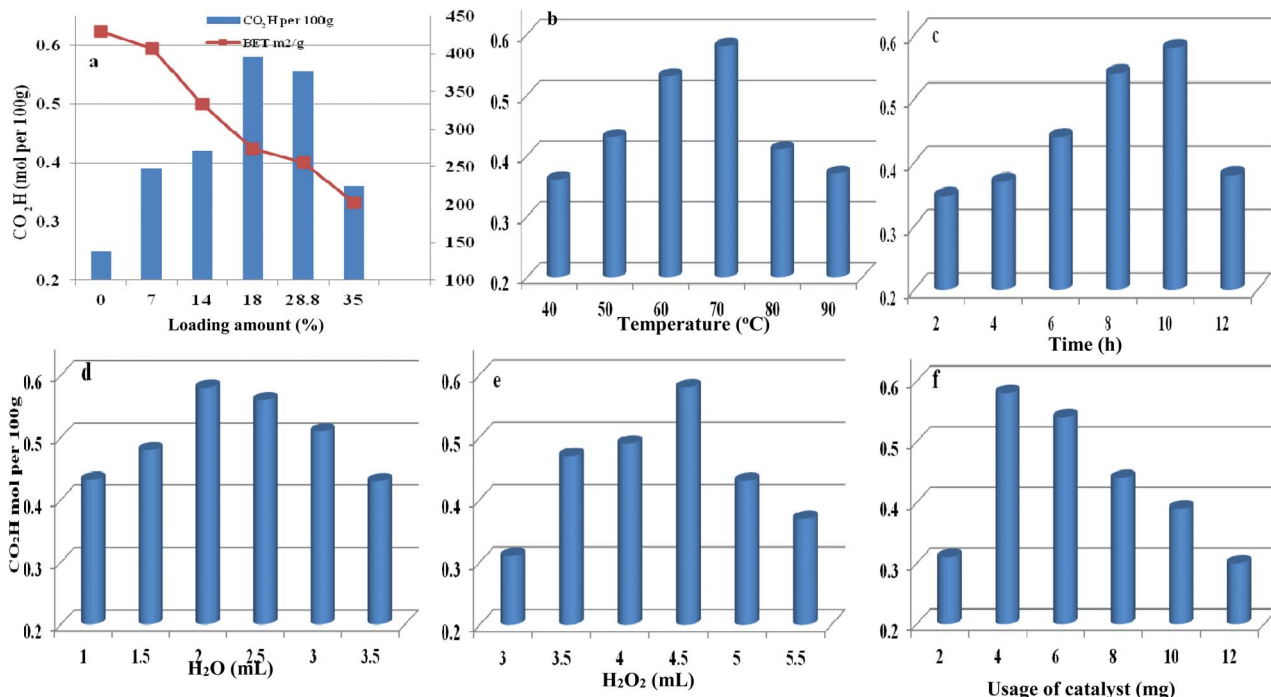 CO₂H per 100g
BET m2/g
a
CO₂H (mol per 100g)
0.6
0.5
0.4
0.3
0.2
450
400
350
300
250
200
150
100
0 7 14 18 28.8 35
Loading amount (%)
b
0.6
0.5
0.4
0.3
0.2
40 50 60 70 80 90
Temperature (ºC)
c
0.6
0.5
0.4
0.3
0.2
2 4 6 8 10 12
Time (h)
d
CO₂H mol per 100g
0.6
0.5
0.4
0.3
0.2
1 1.5 2 2.5 3 3.5
H₂O (mL)
e
0.6
0.5
0.4
0.3
0.2
3 3.5 4 4.5 5 5.5
H₂O₂ (mL)
f
0.6
0.5
0.4
0.3
0.2
2 4 6 8 10 12
Usage of catalyst (mg)